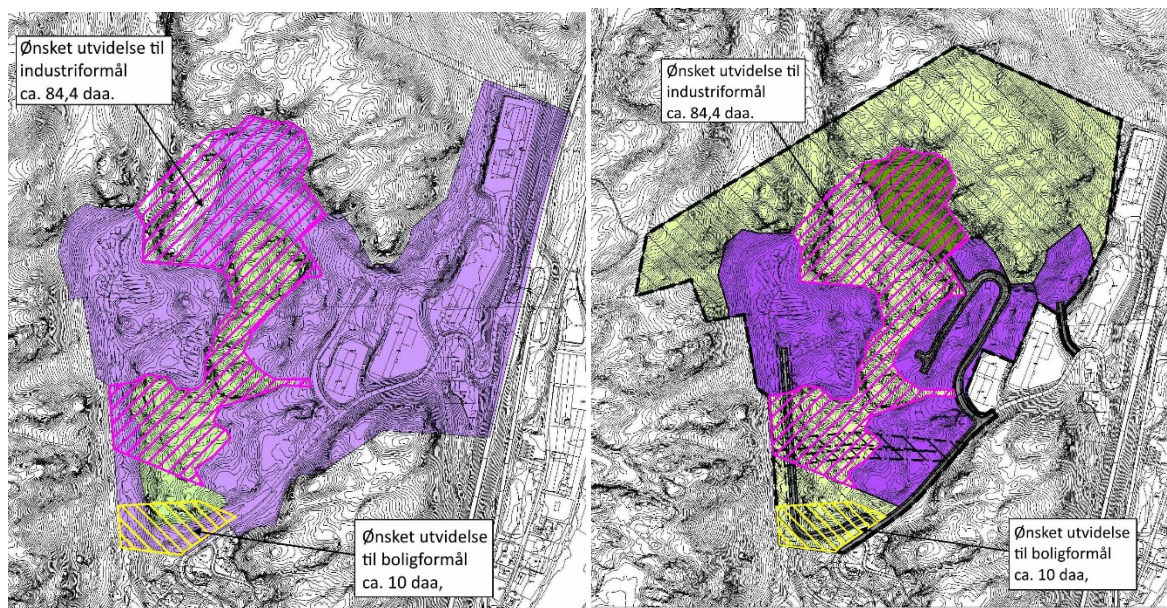 Ønsket utvidelse til
industriformål
ca. 84,4 daa.
Ønsket utvidelse
til boligformål
ca. 10 daa,
Ønsket utvidelse til
industriformål
ca. 84,4 daa.
Ønsket utvidelse
til boligformål
ca. 10 daa,